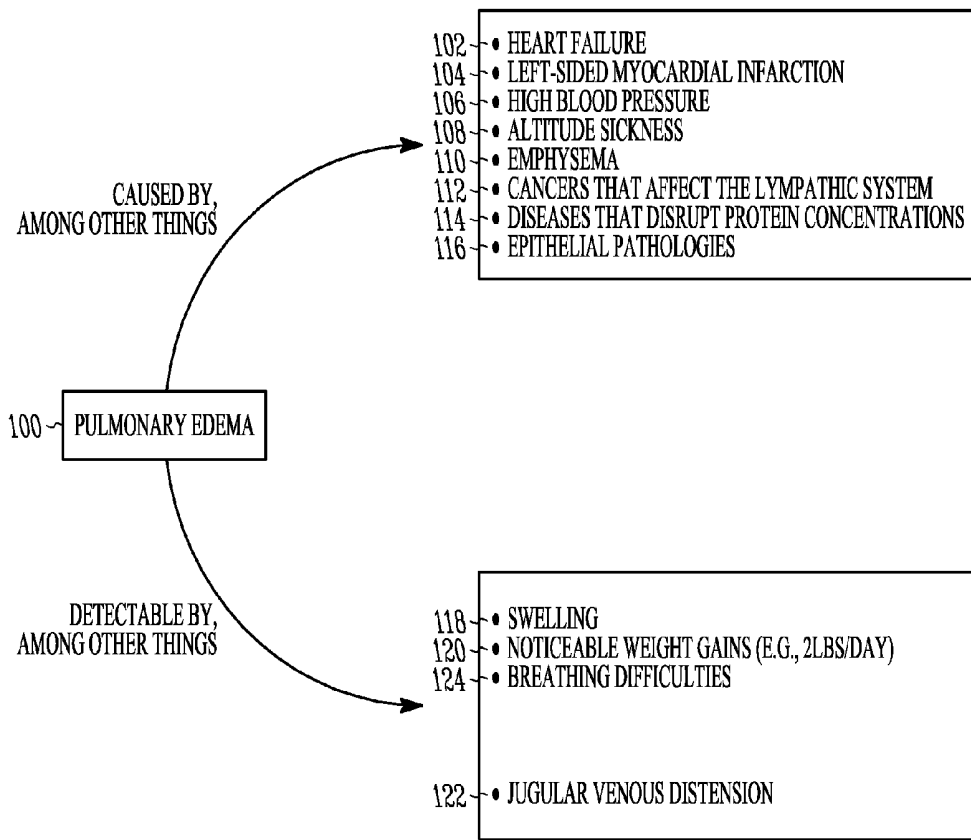 102 • HEART FAILURE
104 • LEFT-SIDED MYOCARDIAL INFARCTION
106 • HIGH BLOOD PRESSURE
108 • ALTITUDE SICKNESS
110 • EMPHYSEMA
112 • CANCERS THAT AFFECT THE LYMPATHIC SYSTEM
114 • DISEASES THAT DISRUPT PROTEIN CONCENTRATIONS
116 • EPITHELIAL PATHOLOGIES
CAUSED BY,
AMONG OTHER THINGS
100 PULMONARY EDEMA
DETECTABLE BY,
AMONG OTHER THINGS
118 • SWELLING
120 • NOTICEABLE WEIGHT GAINS (E.G., 2LBS/DAY)
124 • BREATHING DIFFICULTIES
122 • JUGULAR VENOUS DISTENSION